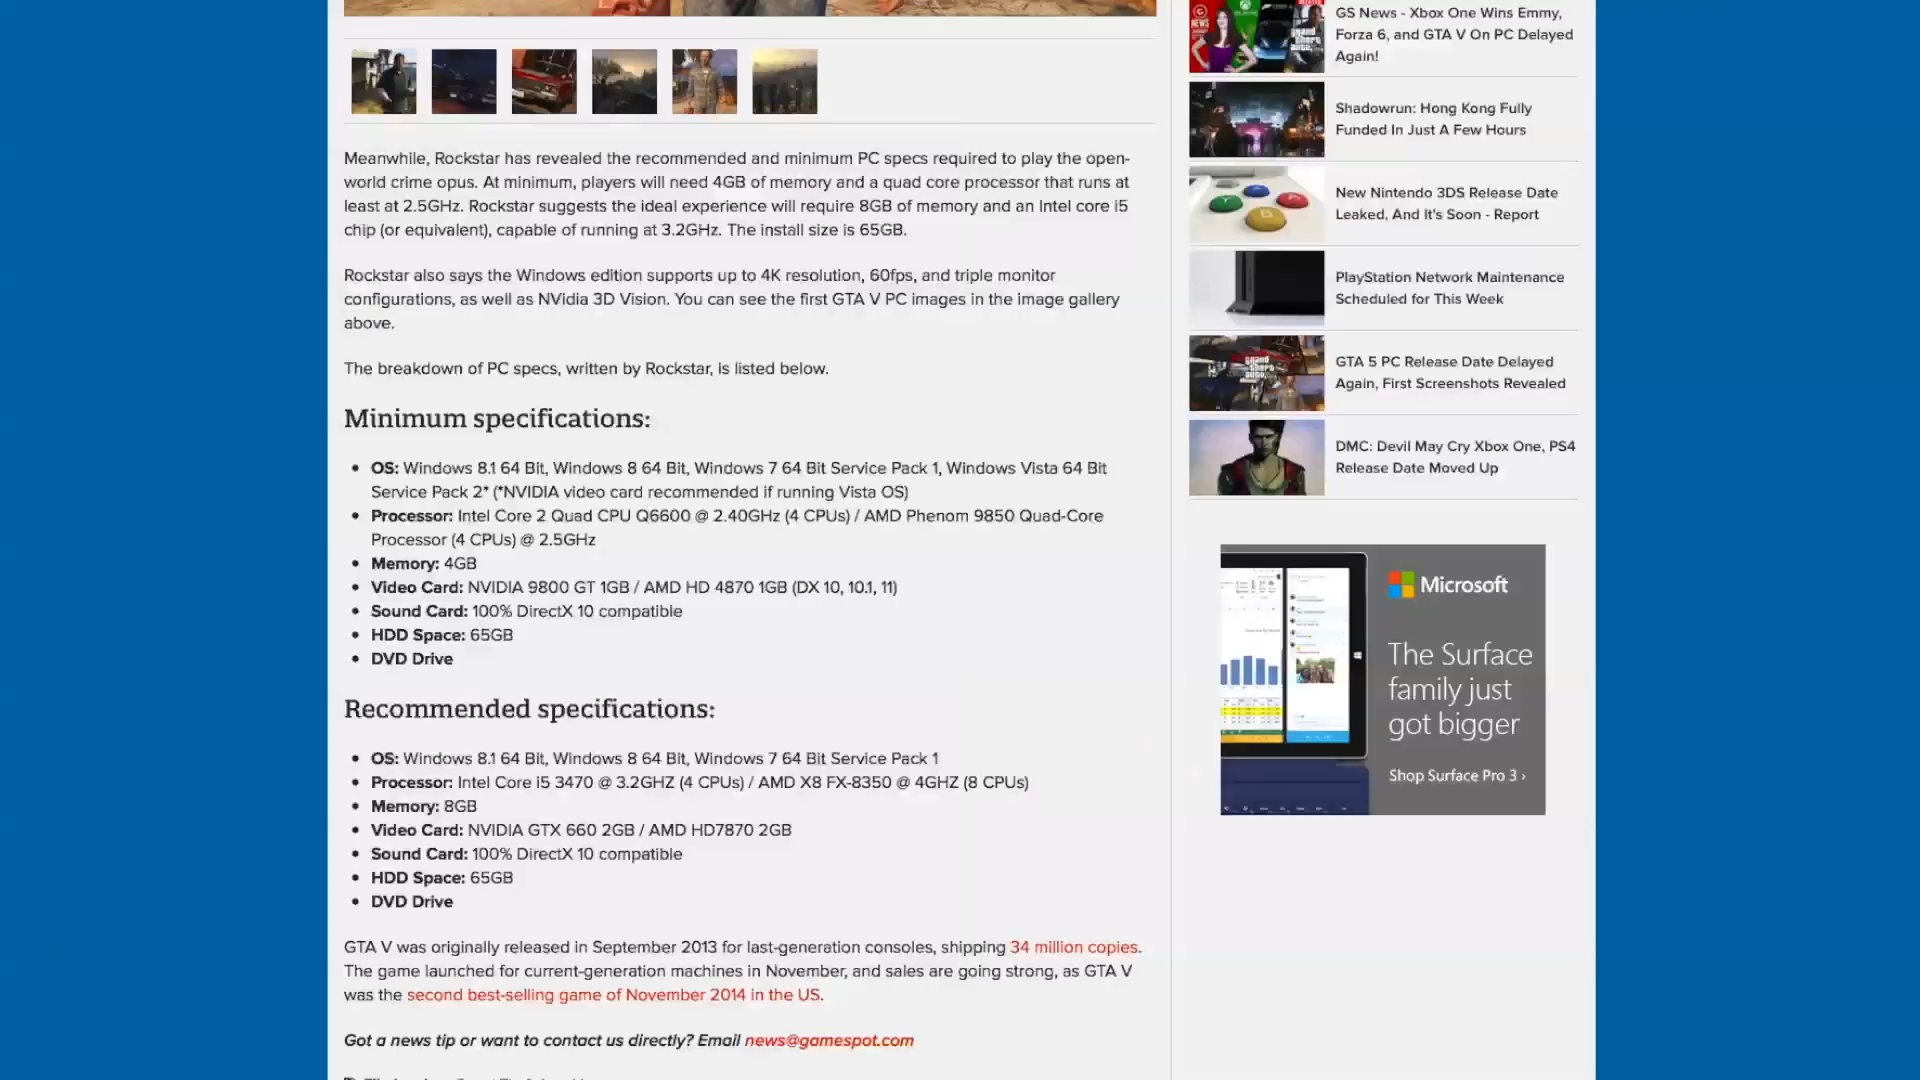 Meanwhile, Rockstar has revealed the recommended and minimum PC specs required to play the open-
world crime opus. At minimum, players will need 4GB of memory and a quad core processor that runs at
least at 2.5GHz. Rockstar suggests the ideal experience will require 8GB of memory and an Intel core i5
chip (or equivalent), capable of running at 3.2GHz. The install size is 65GB.
Rockstar also says the Windows edition supports up to 4K resolution, 60fps, and triple monitor
configurations, as well as NVidia 3D Vision. You can see the first GTA V PC images in the image gallery
above.
The breakdown of PC specs, written by Rockstar, is listed below.
Minimum specifications:
• OS: Windows 8.1 64 Bit, Windows 8 64 Bit, Windows 7 64 Bit Service Pack 1, Windows Vista 64 Bit
Service Pack 2* (*NVIDIA video card recommended if running Vista OS)
• Processor: Intel Core 2 Quad CPU Q6600 @ 2.40GHz (4 CPUs) / AMD Phenom 9850 Quad-Core
Processor (4 CPUs) @ 2.5GHz
• Memory: 4GB
• Video Card: NVIDIA 9800 GT 1GB / AMD HD 4870 1GB (DX 10, 10.1, 11)
• Sound Card: 100% DirectX 10 compatible
• HDD Space: 65GB
• DVD Drive
Recommended specifications:
• OS: Windows 8.1 64 Bit, Windows 8 64 Bit, Windows 7 64 Bit Service Pack 1
• Processor: Intel Core i5 3470 @ 3.2GHZ (4 CPUs) / AMD X8 FX-8350 @ 4GHZ (8 CPUs)
• Memory: 8GB
• Video Card: NVIDIA GTX 660 2GB / AMD HD7870 2GB
• Sound Card: 100% DirectX 10 compatible
• HDD Space: 65GB
• DVD Drive
GTA V was originally released in September 2013 for last-generation consoles, shipping 34 million copies.
The game launched for current-generation machines in November, and sales are going strong, as GTA V
was the second best-selling game of November 2014 in the US.
Got a news tip or want to contact us directly? Email news@gamespot.com
GS News - Xbox One Wins Emmy,
Forza 6, and GTA V On PC Delayed
Again!
Shadowrun: Hong Kong Fully
Funded In Just A Few Hours
New Nintendo 3DS Release Date
Leaked, And It's Soon - Report
PlayStation Network Maintenance
Scheduled for This Week
GTA 5 PC Release Date Delayed
Again, First Screenshots Revealed
DMC: Devil May Cry Xbox One, PS4
Release Date Moved Up
Microsoft
The Surface
family just
got bigger
Shop Surface Pro 3 ›